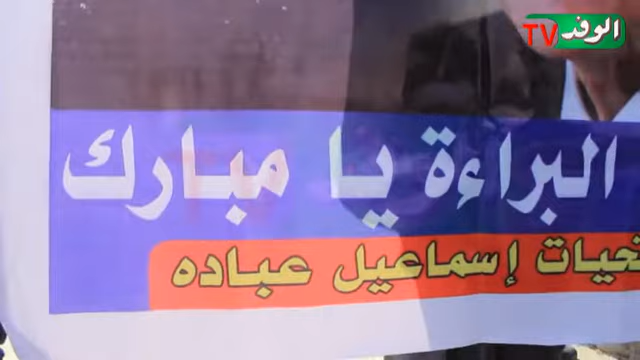 الوفد TV
البراءة يا مبارك
تحيات إسماعيل عباده